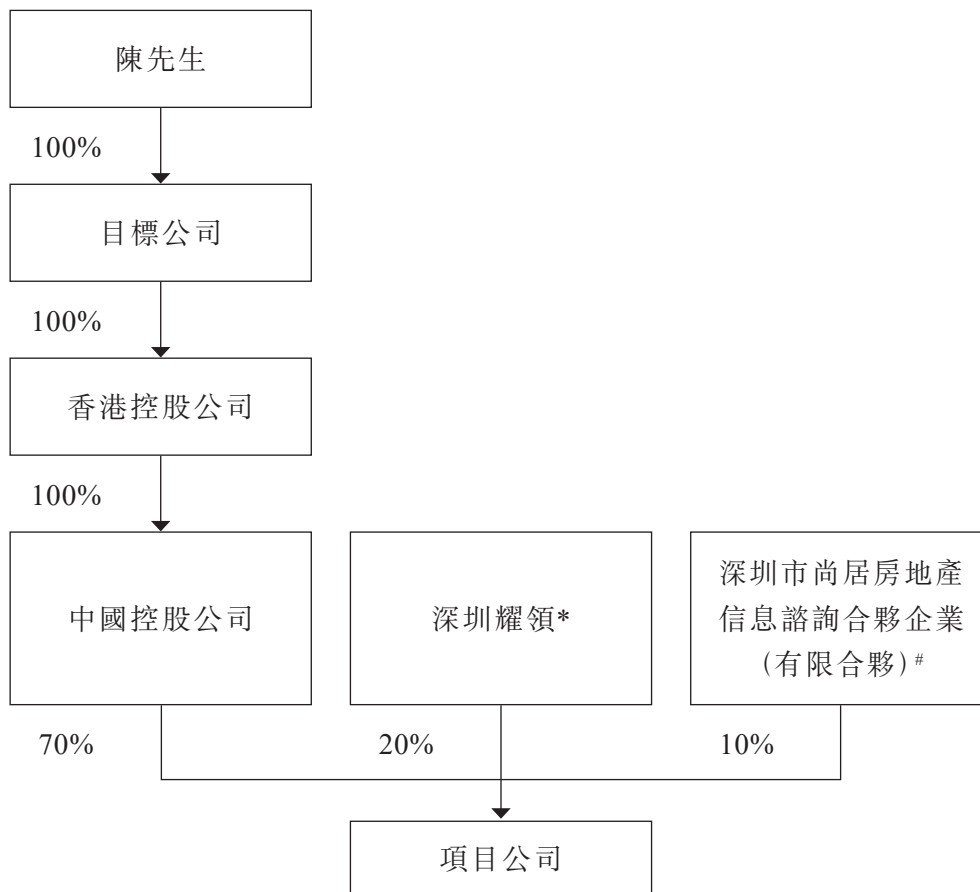 陳先生
100%
目標公司
100%
香港控股公司
100%
中國控股公司
深圳耀領*
深圳市尚居房地產
信息諮詢合夥企業
（有限合夥）#
70%
20%
10%
項目公司